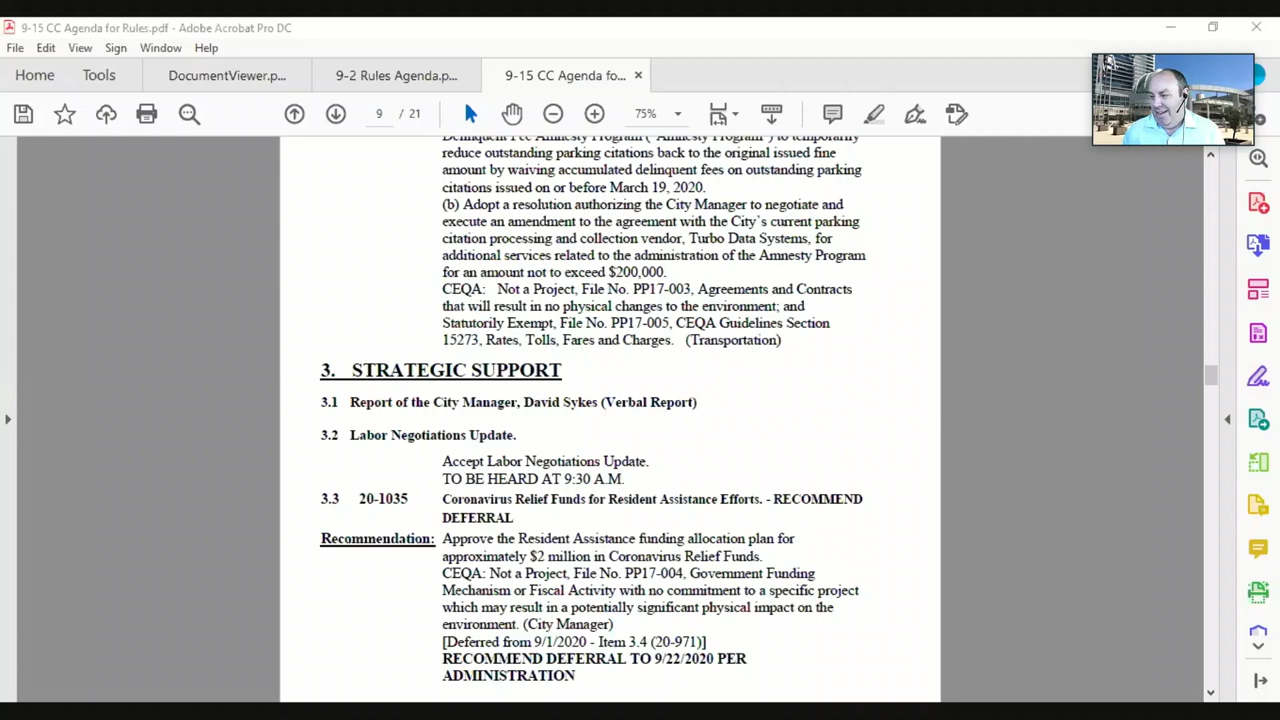 9-15 CC Agenda for Rules.pdf - Adobe Acrobat Pro DC
File Edit View Sign Window Help
Home Tools DocumentViewer.p... 9-2 Rules Agenda.p... 9-15 CC Agenda fo... ×
9 / 21 75%
Delinquent Fee Amnesty Program ("Amnesty Program") to temporarily
reduce outstanding parking citations back to the original issued fine
amount by waiving accumulated delinquent fees on outstanding parking
citations issued on or before March 19, 2020.
(b) Adopt a resolution authorizing the City Manager to negotiate and
execute an amendment to the agreement with the City's current parking
citation processing and collection vendor, Turbo Data Systems, for
additional services related to the administration of the Amnesty Program
for an amount not to exceed $200,000.
CEQA: Not a Project, File No. PP17-003, Agreements and Contracts
that will result in no physical changes to the environment; and
Statutorily Exempt, File No. PP17-005, CEQA Guidelines Section
15273, Rates, Tolls, Fares and Charges. (Transportation)
3. STRATEGIC SUPPORT
3.1 Report of the City Manager, David Sykes (Verbal Report)
3.2 Labor Negotiations Update.
Accept Labor Negotiations Update.
TO BE HEARD AT 9:30 A.M.
3.3 20-1035 Coronavirus Relief Funds for Resident Assistance Efforts. - RECOMMEND
DEFERRAL
Recommendation: Approve the Resident Assistance funding allocation plan for
approximately $2 million in Coronavirus Relief Funds.
CEQA: Not a Project, File No. PP17-004, Government Funding
Mechanism or Fiscal Activity with no commitment to a specific project
which may result in a potentially significant physical impact on the
environment. (City Manager)
[Deferred from 9/1/2020 - Item 3.4 (20-971)]
RECOMMEND DEFERRAL TO 9/22/2020 PER
ADMINISTRATION